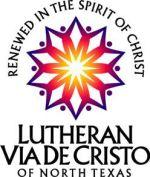 RENEWED IN THE SPIRIT OF CHRIST
LUTHERAN
VIA DE CRISTO
OF NORTH TEXAS